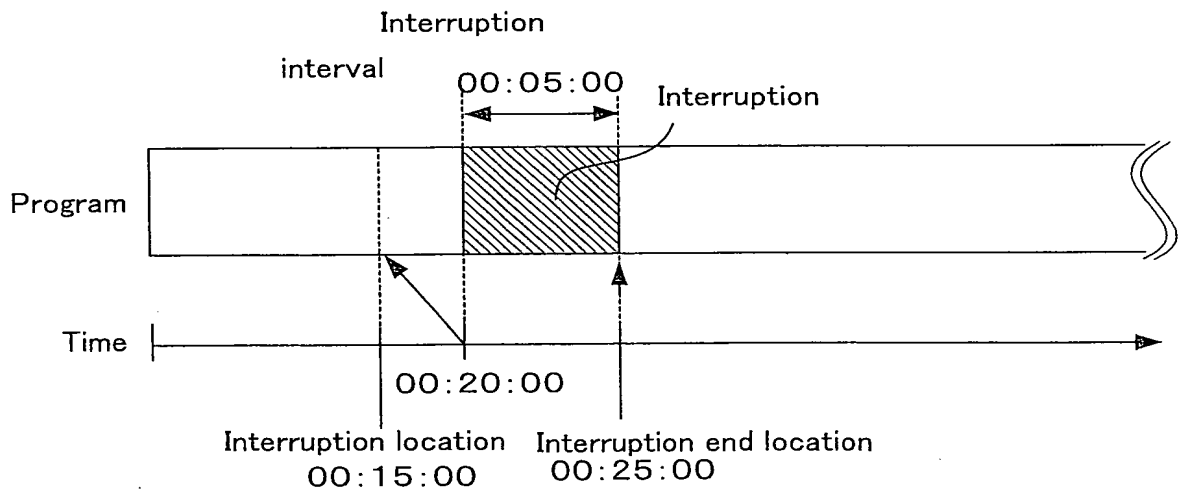 Interruption
interval
00:05:00
Interruption
Program
Time
00:20:00
Interruption location
00:15:00
Interruption end location
00:25:00